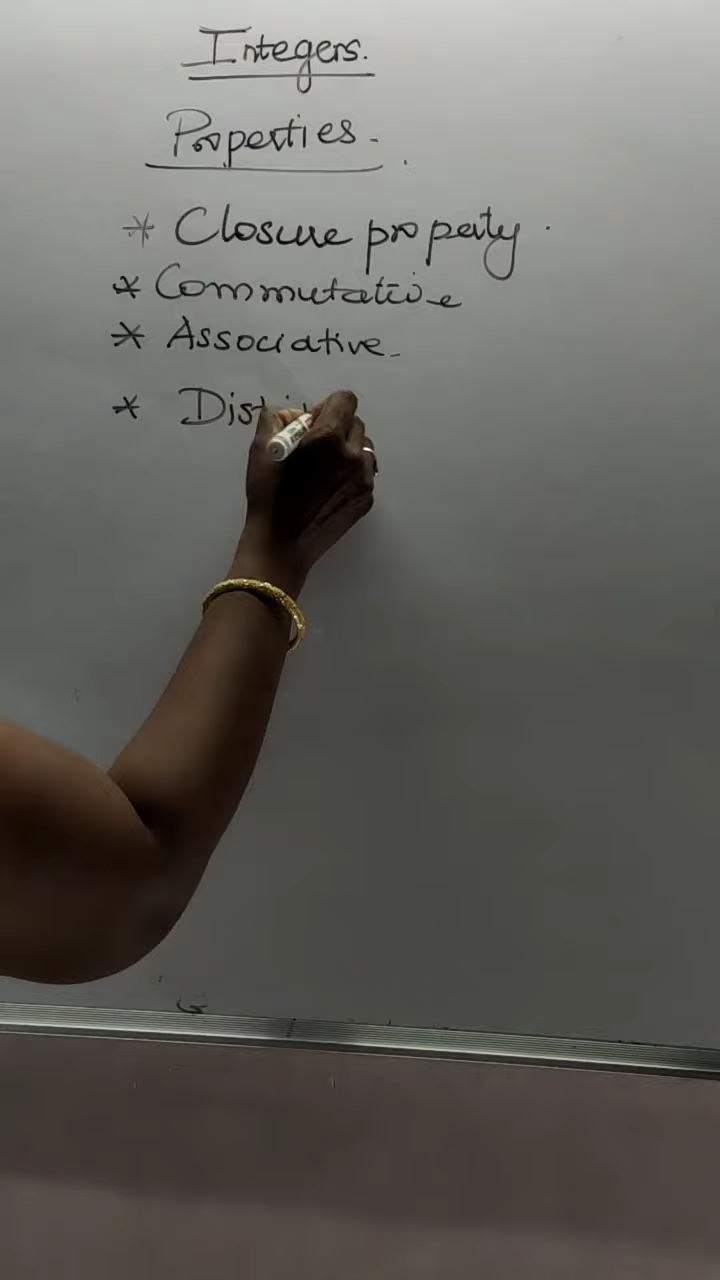 Integers.
Properties -
* Closure property .
* Commutative
* Associative -
* Dist